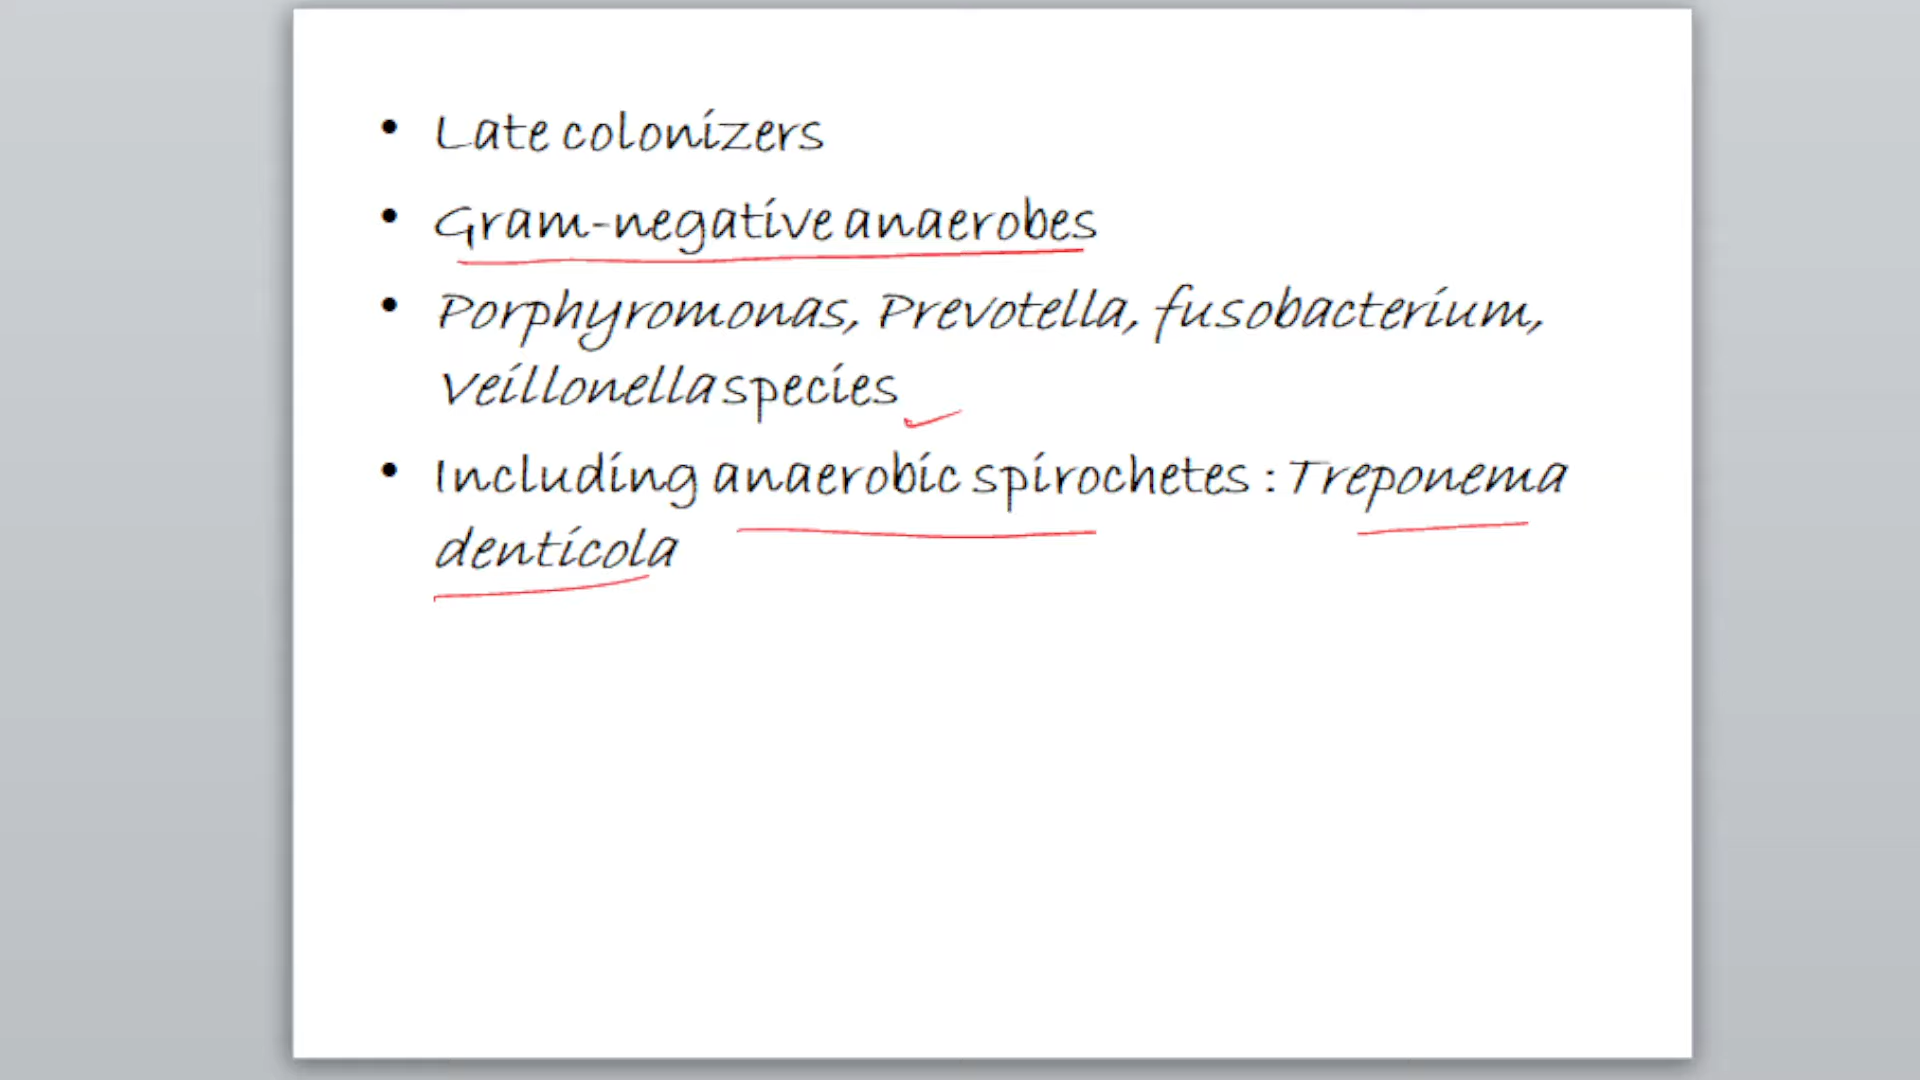 • Late colonizers
• Gram-negative anaerobes
• Porphyromonas, Prevotella, fusobacterium,
Veillonella species
• Including anaerobic spirochetes : Treponema
denticola